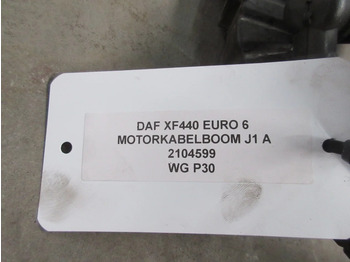 DAF XF440 EURO 6
MOTORKABELBOOM J1 A
2104599
WG P30